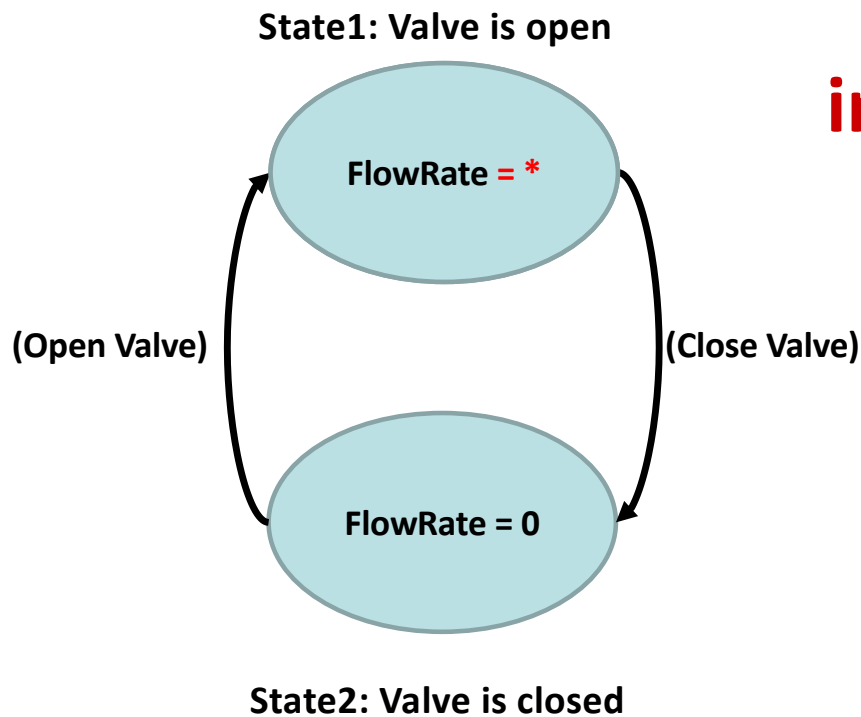 State1: Valve is open
FlowRate = *
(Open Valve)
(Close Valve)
FlowRate = 0
State2: Valve is closed